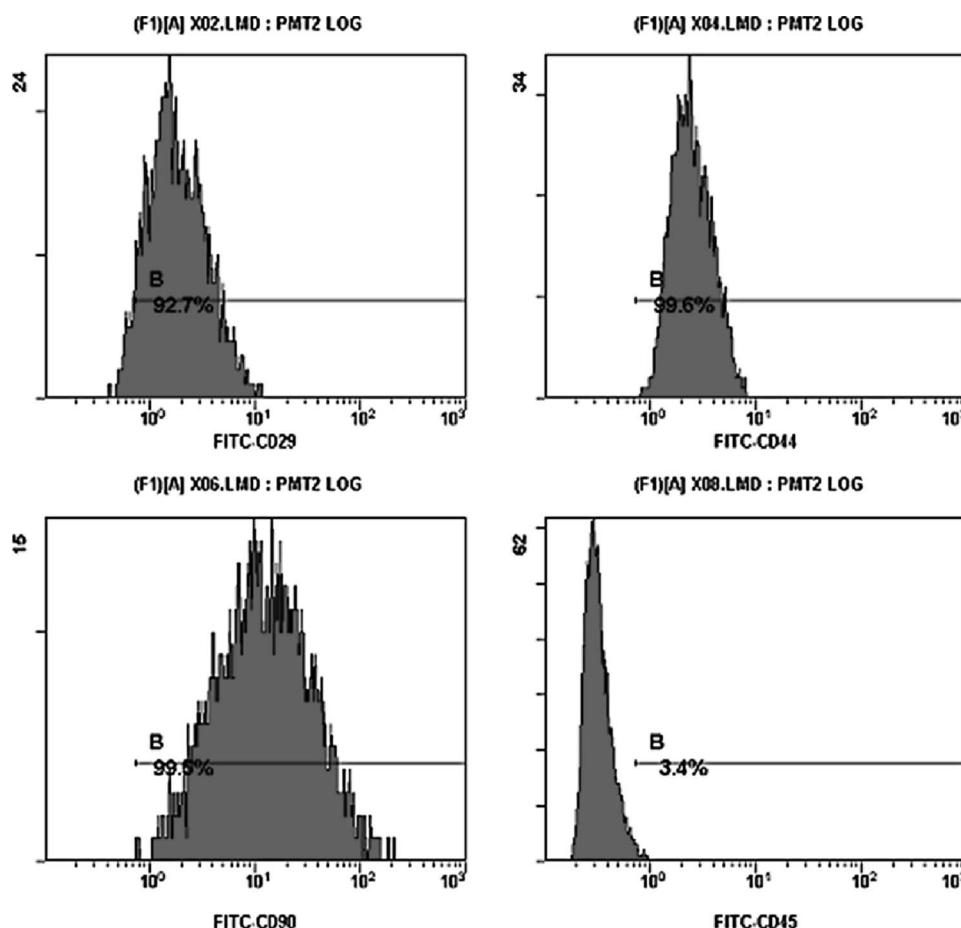 (F1)[A] X02.LMD : PMT2 LOG
24
B
92.7%
10⁰ 10¹ 10² 10³
FITC-CD29
(F1)[A] X04.LMD : PMT2 LOG
34
B
99.6%
10⁰ 10¹ 10² 10³
FITC-CD44
(F1)[A] X06.LMD : PMT2 LOG
15
B
99.5%
10⁰ 10¹ 10² 10³
FITC-CD90
(F1)[A] X08.LMD : PMT2 LOG
62
B
3.4%
10⁰ 10¹ 10² 10³
FITC-CD45